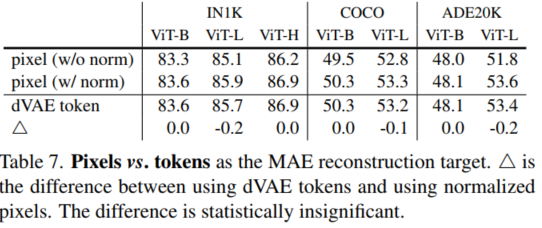 IN1K COCO ADE20K
ViT-B ViT-L ViT-H ViT-B ViT-L ViT-B ViT-L
pixel (w/o norm) 83.3 85.1 86.2 49.5 52.8 48.0 51.8
pixel (w/ norm) 83.6 85.9 86.9 50.3 53.3 48.1 53.6
dVAE token 83.6 85.7 86.9 50.3 53.2 48.1 53.4
△ 0.0 -0.2 0.0 0.0 -0.1 0.0 -0.2
Table 7. Pixels vs. tokens as the MAE reconstruction target. △ is
the difference between using dVAE tokens and using normalized
pixels. The difference is statistically insignificant.